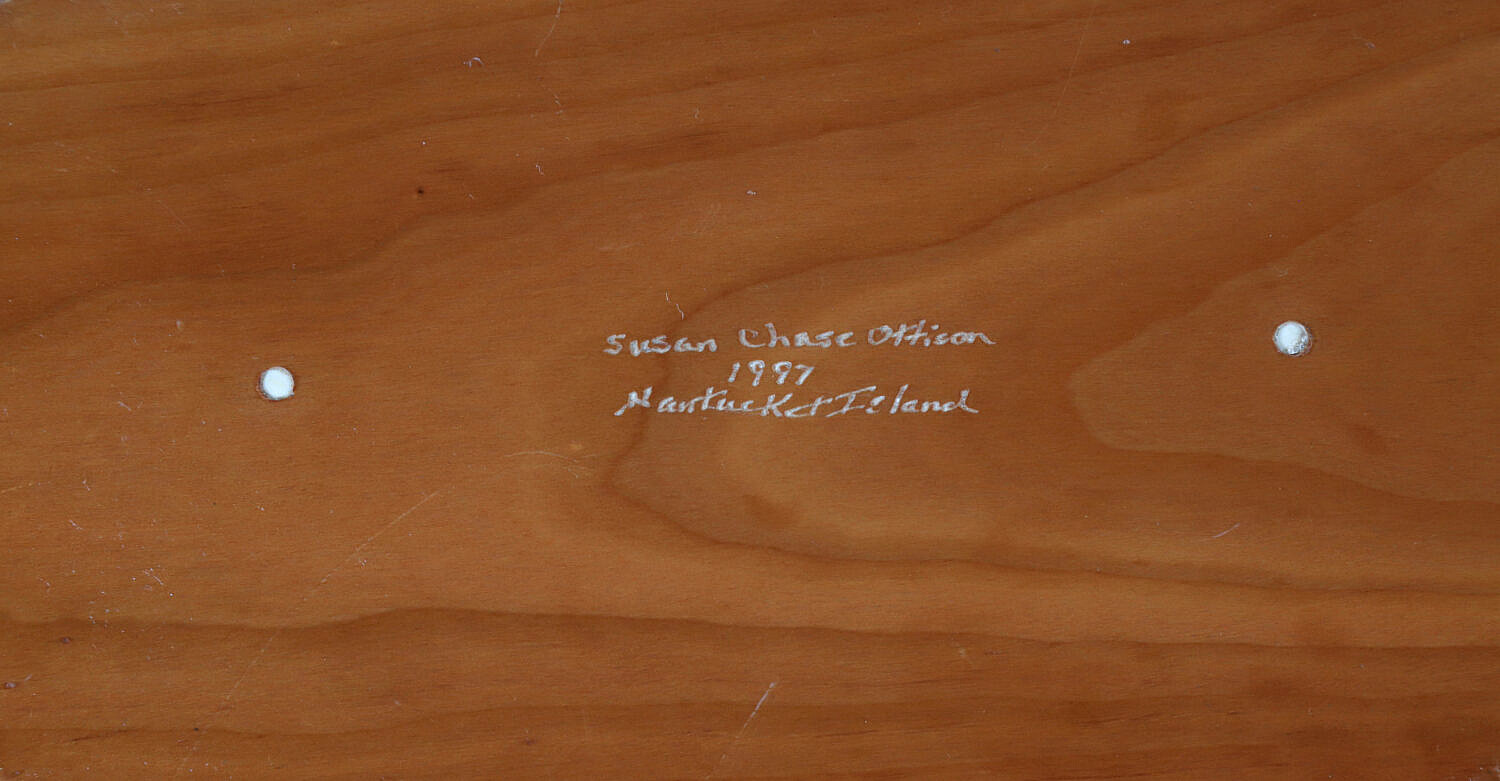 Susan Chase Ottison
1997
Nantucket Island